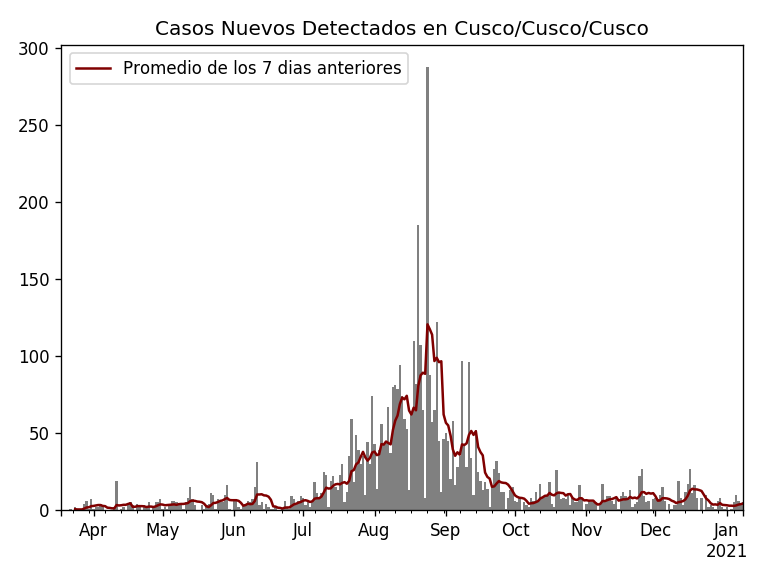 Casos Nuevos Detectados en Cusco/Cusco/Cusco
Promedio de los 7 dias anteriores
300
250
200
150
100
50
0
Apr May Jun Jul Aug Sep Oct Nov Dec Jan
2021